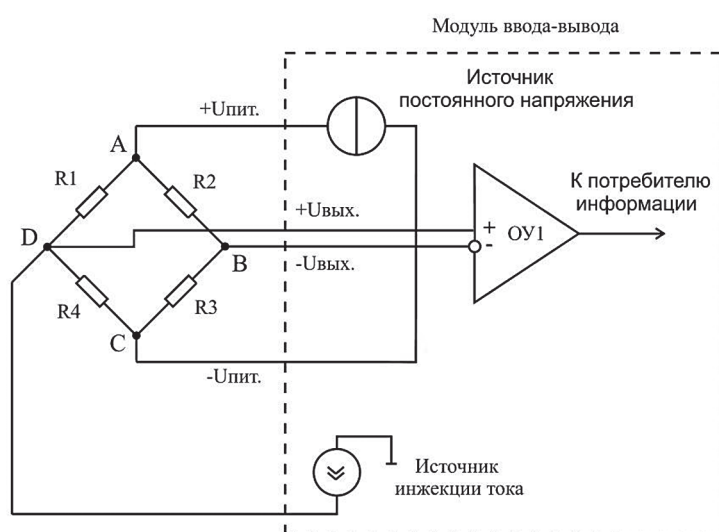 Модуль ввода-вывода
Источник
постоянного напряжения
+Uпит.
A
R1
R2
К потребителю
информации
+Uвых.
+
ОУ1
D
B
-
-Uвых.
R4
R3
C
-Uпит.
Источник
инжекции тока